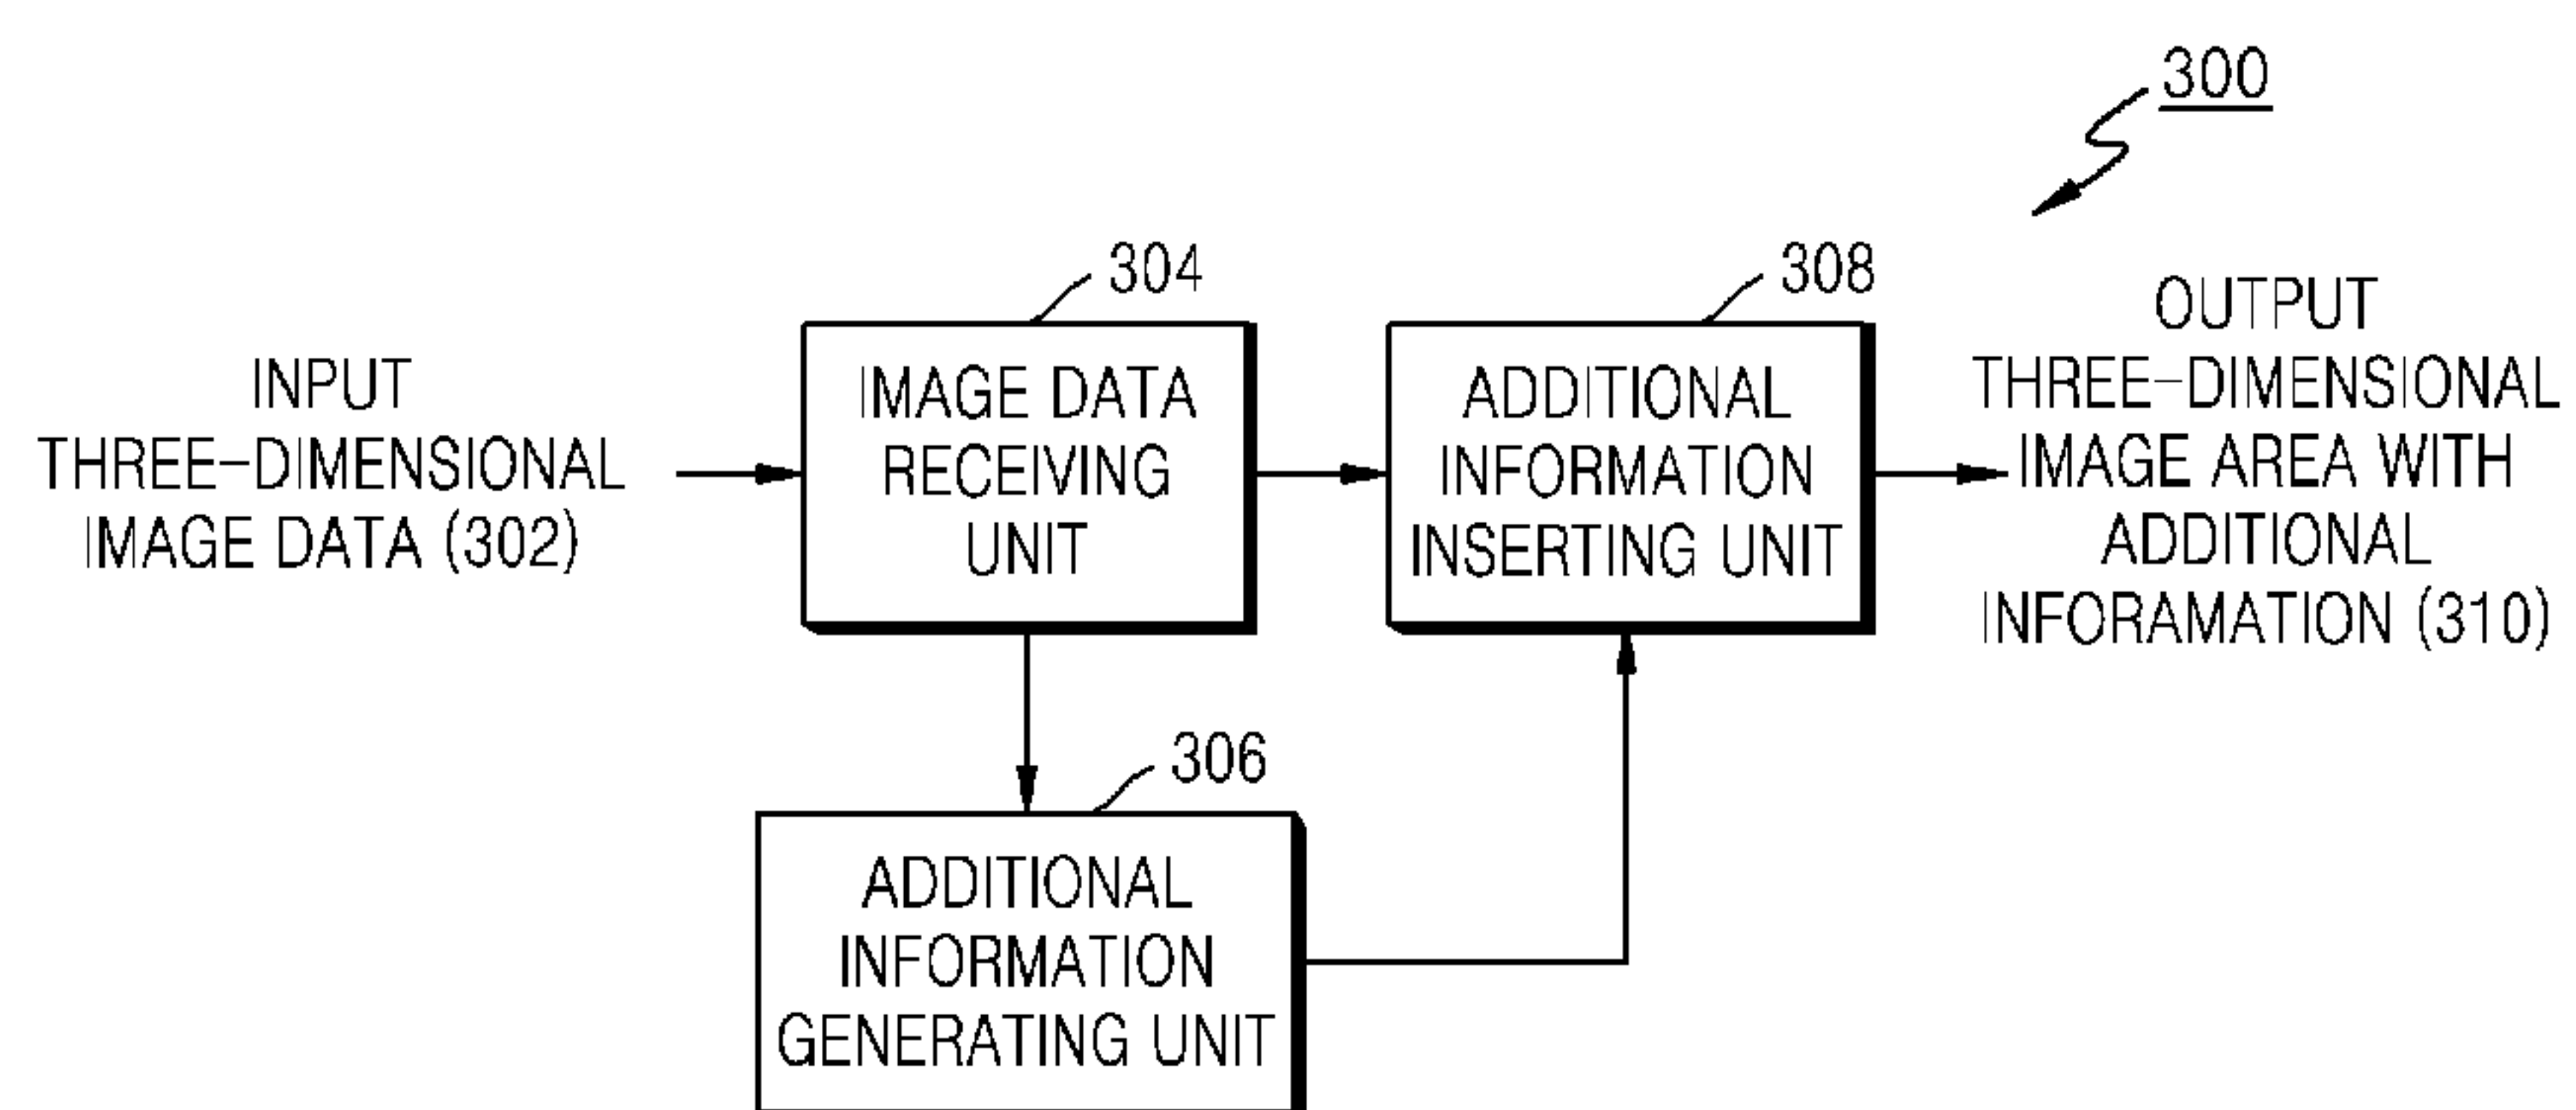 300
INPUT
THREE-DIMENSIONAL
IMAGE DATA (302)
304
IMAGE DATA
RECEIVING
UNIT
308
ADDITIONAL
INFORMATION
INSERTING UNIT
OUTPUT
THREE-DIMENSIONAL
IMAGE AREA WITH
ADDITIONAL
INFORAMATION (310)
306
ADDITIONAL
INFORMATION
GENERATING UNIT